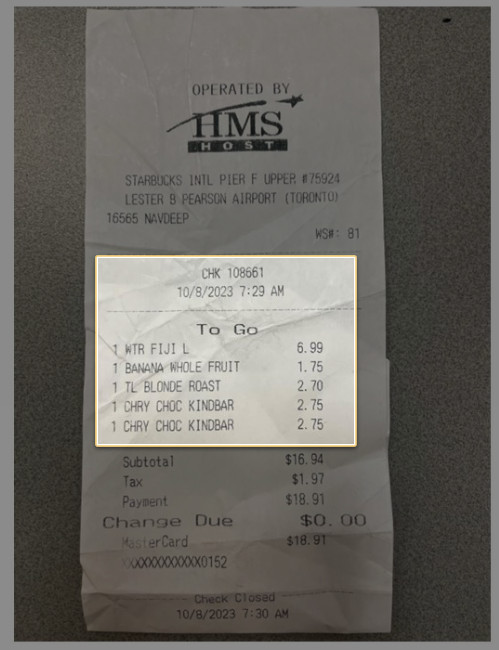 OPERATED BY
HMS
HOST
STARBUCKS INTL PIER F UPPER #75924
LESTER B PEARSON AIRPORT (TORONTO)
16565 NAVDEEP
WS#: 81
CHK 108661
10/8/2023 7:29 AM
To Go
1 WTR FIJI L 6.99
1 BANANA WHOLE FRUIT 1.75
1 TL BLONDE ROAST 2.70
1 CHRY CHOC KINDBAR 2.75
1 CHRY CHOC KINDBAR 2.75
Subtotal $16.94
Tax $1.97
Payment $18.91
Change Due $0.00
MasterCard $18.91
XXXXXXXXXXXX0152
Check Closed
10/8/2023 7:30 AM